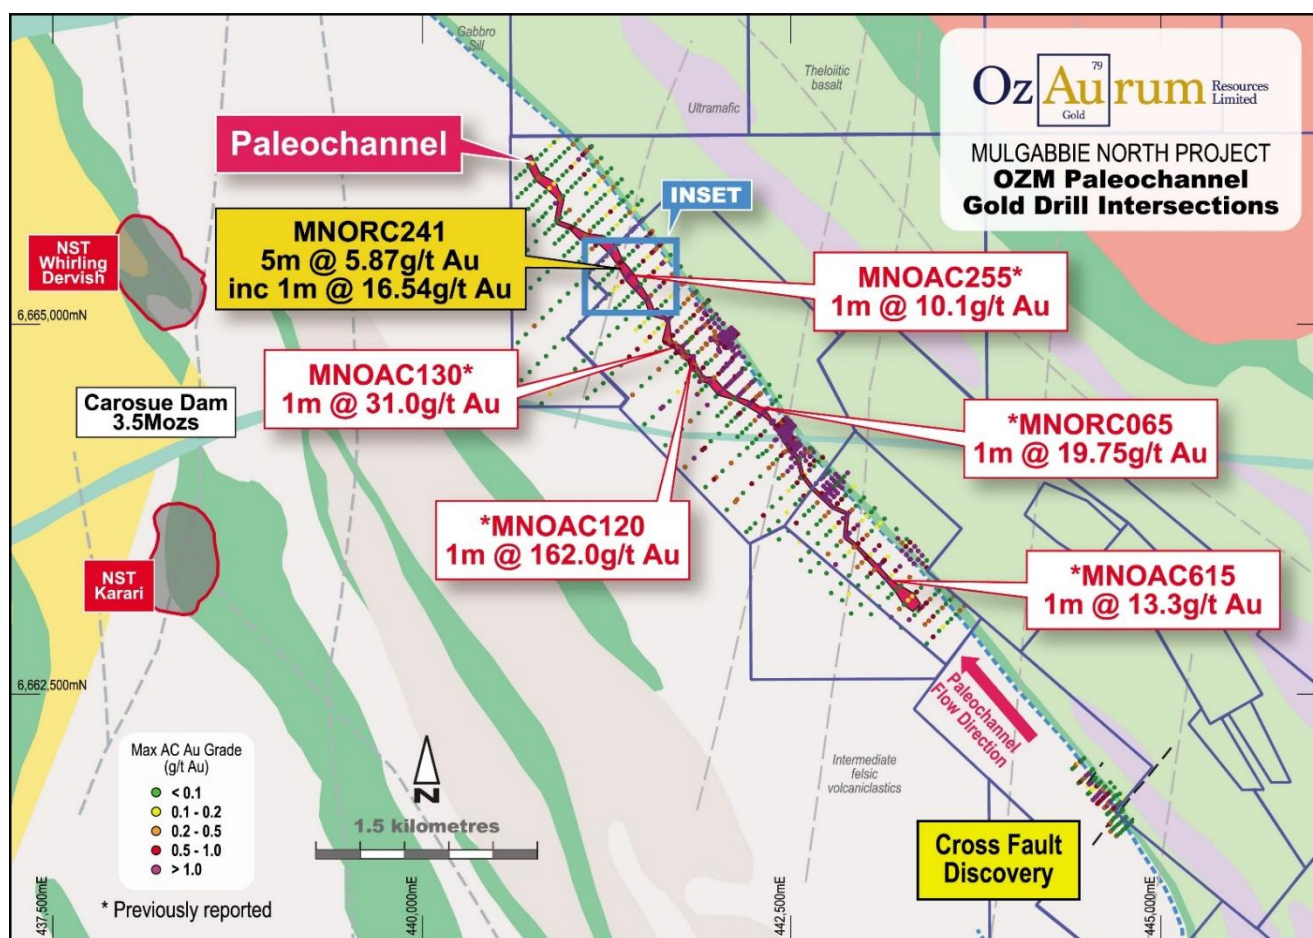 Gabbro
Sill
Theloiitic
basalt
Ultramafic
79
Oz Au rum Resources
Limited
Gold
MULGABBIE NORTH PROJECT
OZM Paleochannel
Gold Drill Intersections
Paleochannel
INSET
MNORC241
5m @ 5.87g/t Au
inc 1m @ 16.54g/t Au
NST
Whirling
Dervish
MNOAC255*
1m @ 10.1g/t Au
6,665,000mN
MNOAC130*
1m @ 31.0g/t Au
Carosue Dam
3.5Mozs
*MNORC065
1m @ 19.75g/t Au
*MNOAC120
1m @ 162.0g/t Au
NST
Karari
*MNOAC615
1m @ 13.3g/t Au
6,662,500mN
Paleochannel
Flow Direction
Max AC Au Grade
(g/t Au)
< 0.1
0.1 - 0.2
0.2 - 0.5
0.5 - 1.0
> 1.0
* Previously reported
N
1.5 kilometres
Intermediate
felsic
volcaniclastics
Cross Fault
Discovery
437,500mE
440,000mE
442,500mE
445,000mE